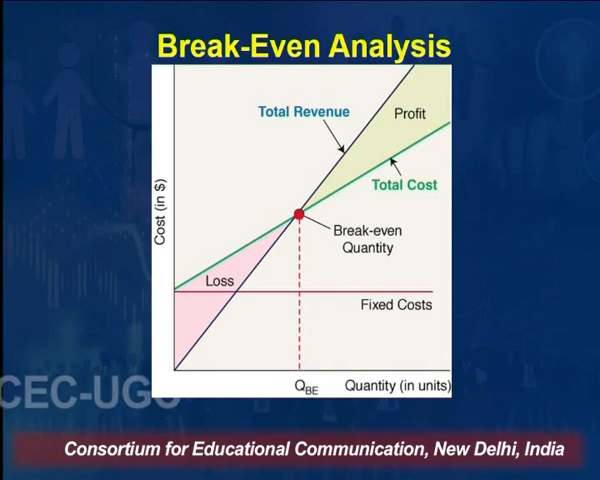 Break-Even Analysis
Total Revenue
Profit
Total Cost
Cost (in $)
Break-even
Quantity
Loss
Fixed Costs
QBE
Quantity (in units)
CEC-UGC
Consortium for Educational Communication, New Delhi, India